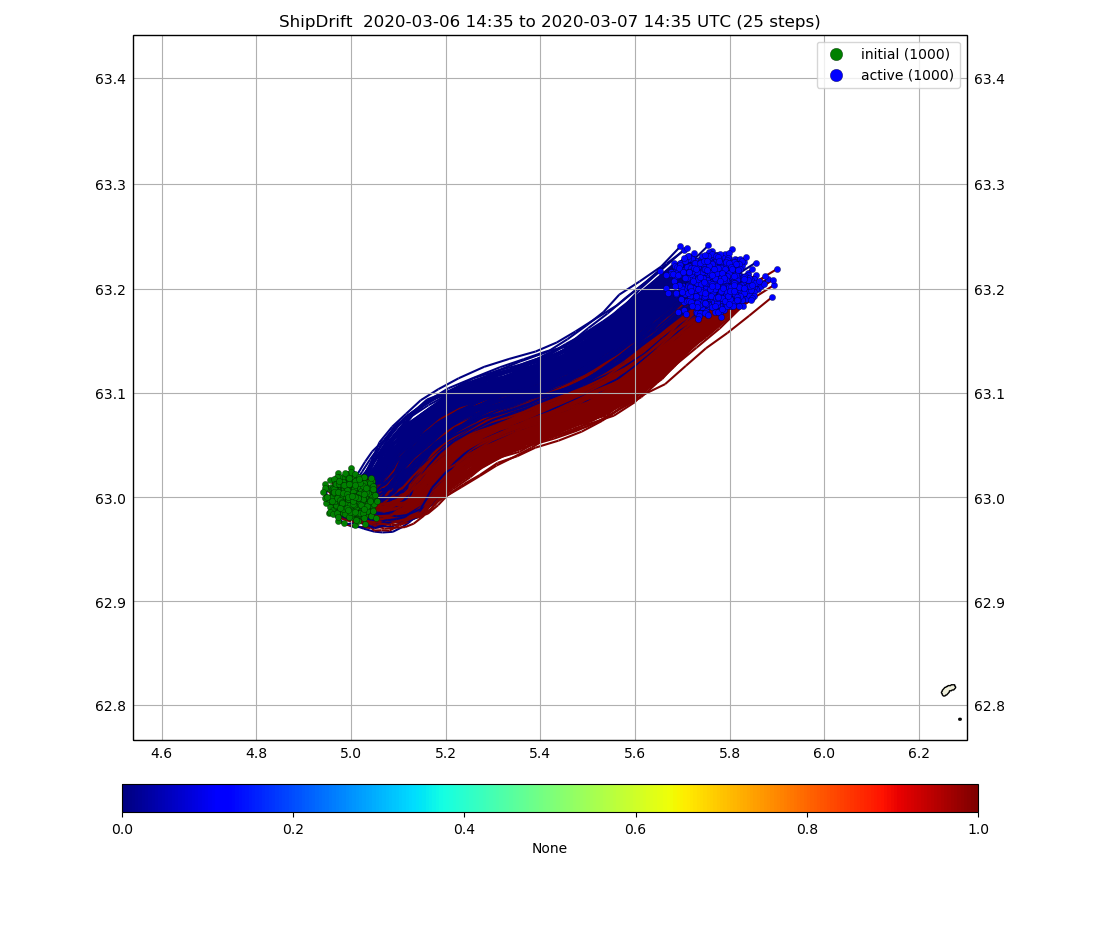 ShipDrift  2020-03-06 14:35 to 2020-03-07 14:35 UTC (25 steps)
initial (1000)
active (1000)
63.4 63.4
63.3 63.3
63.2 63.2
63.1 63.1
63.0 63.0
62.9 62.9
62.8 62.8
4.6 4.8 5.0 5.2 5.4 5.6 5.8 6.0 6.2
0.0 0.2 0.4 0.6 0.8 1.0
None